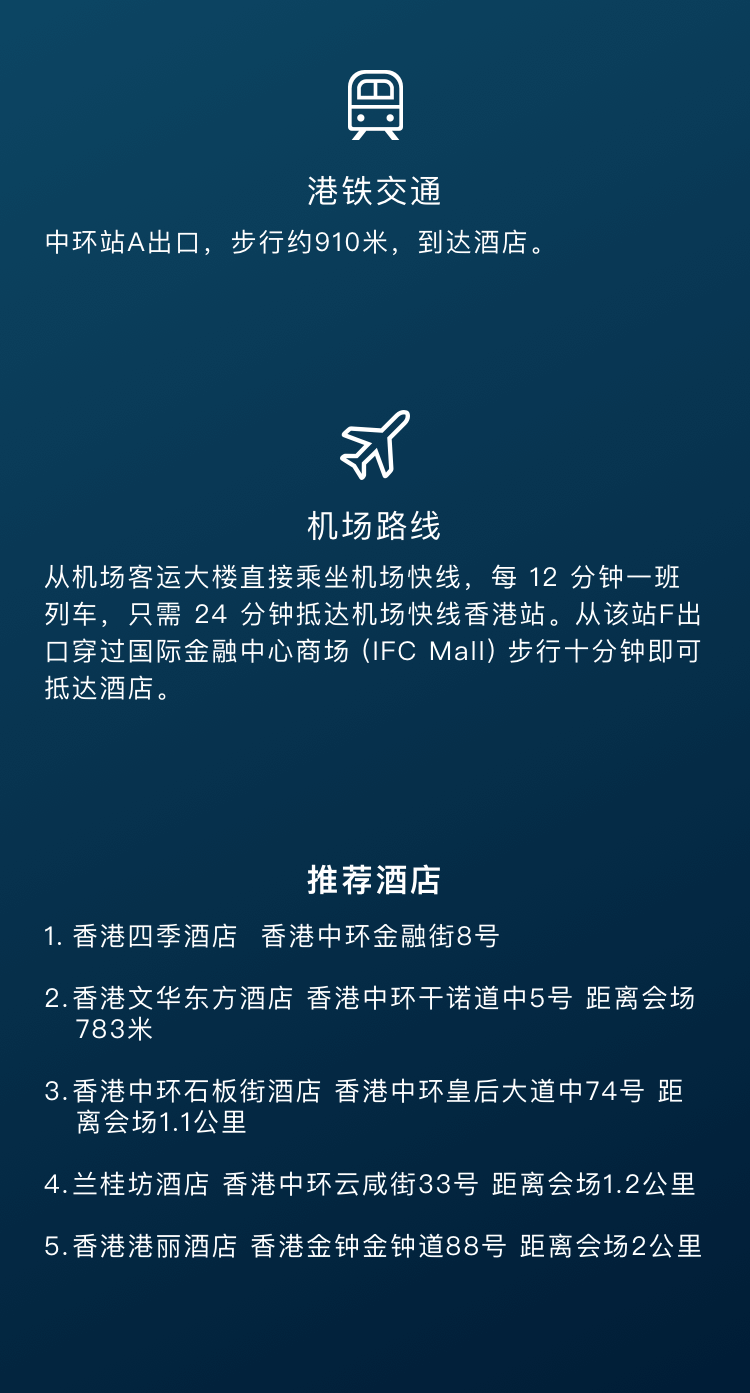 港铁交通
中环站A出口，步行约910米，到达酒店。
机场路线
从机场客运大楼直接乘坐机场快线，每 12 分钟一班
列车，只需 24 分钟抵达机场快线香港站。从该站F出
口穿过国际金融中心商场（IFC Mall）步行十分钟即可
抵达酒店。
推荐酒店
1. 香港四季酒店 香港中环金融街8号
2.香港文华东方酒店 香港中环干诺道中5号 距离会场
783米
3.香港中环石板街酒店 香港中环皇后大道中74号 距
离会场1.1公里
4.兰桂坊酒店 香港中环云咸街33号 距离会场1.2公里
5.香港港丽酒店 香港金钟金钟道88号 距离会场2公里